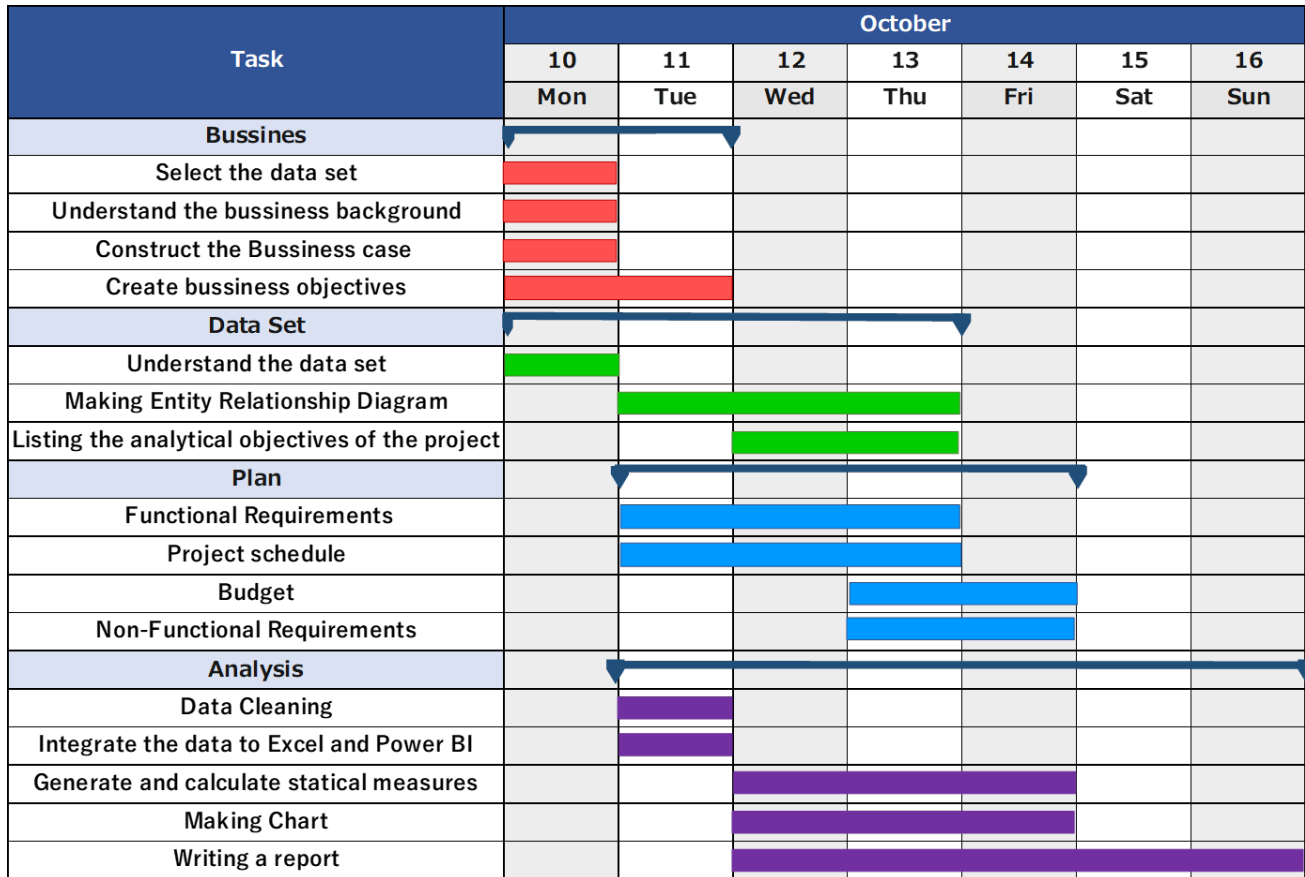 Task
October
10 11 12 13 14 15 16
Mon Tue Wed Thu Fri Sat Sun
Bussines
Select the data set
Understand the bussiness background
Construct the Bussiness case
Create bussiness objectives
Data Set
Understand the data set
Making Entity Relationship Diagram
Listing the analytical objectives of the project
Plan
Functional Requirements
Project schedule
Budget
Non-Functional Requirements
Analysis
Data Cleaning
Integrate the data to Excel and Power BI
Generate and calculate statical measures
Making Chart
Writing a report